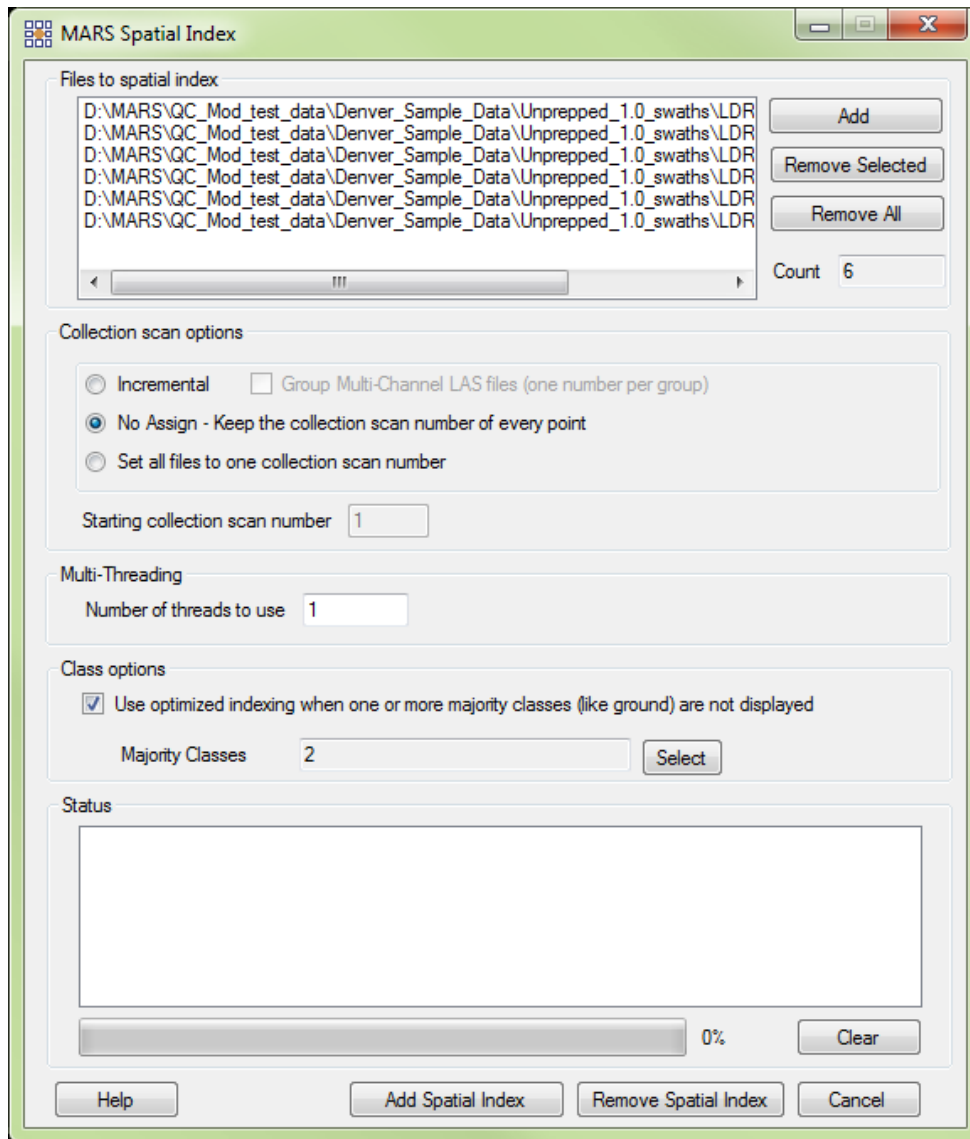 MARS Spatial Index
Files to spatial index
D:\MARS\QC_Mod_test_data\Denver_Sample_Data\Unprepped_1.0_swaths\LDR
D:\MARS\QC_Mod_test_data\Denver_Sample_Data\Unprepped_1.0_swaths\LDR
D:\MARS\QC_Mod_test_data\Denver_Sample_Data\Unprepped_1.0_swaths\LDR
D:\MARS\QC_Mod_test_data\Denver_Sample_Data\Unprepped_1.0_swaths\LDR
D:\MARS\QC_Mod_test_data\Denver_Sample_Data\Unprepped_1.0_swaths\LDR
D:\MARS\QC_Mod_test_data\Denver_Sample_Data\Unprepped_1.0_swaths\LDR
Add
Remove Selected
Remove All
Count 6
Collection scan options
Incremental Group Multi-Channel LAS files (one number per group)
No Assign - Keep the collection scan number of every point
Set all files to one collection scan number
Starting collection scan number 1
Multi-Threading
Number of threads to use 1
Class options
Use optimized indexing when one or more majority classes (like ground) are not displayed
Majority Classes 2 Select
Status
0% Clear
Help Add Spatial Index Remove Spatial Index Cancel